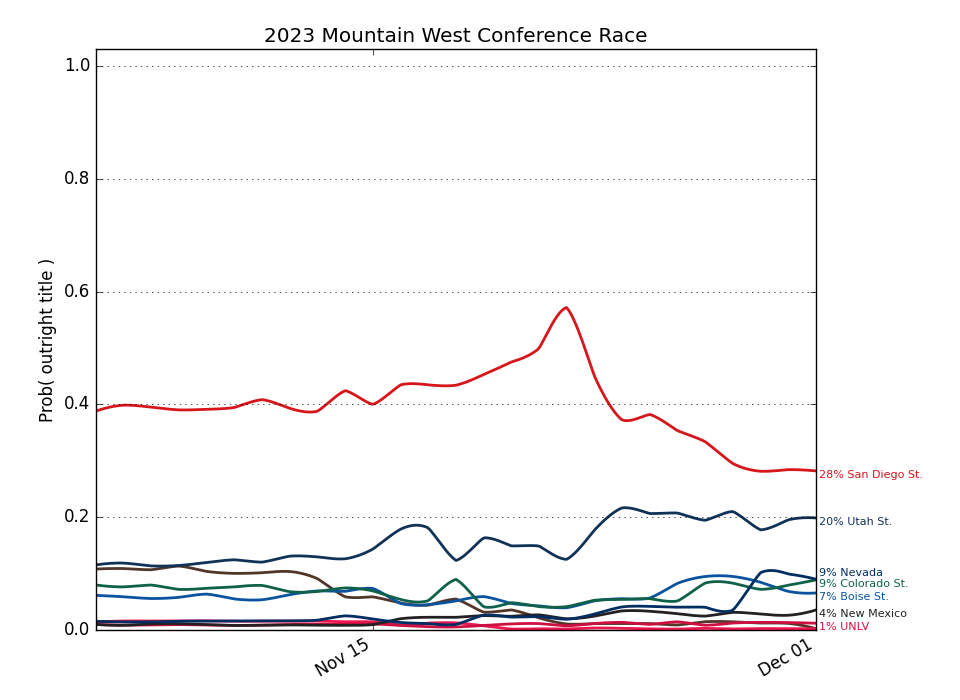 2023 Mountain West Conference Race
1.0
0.8
0.6
0.4
0.2
0.0
Prob( outright title )
28% San Diego St.
20% Utah St.
9% Nevada
9% Colorado St.
7% Boise St.
4% New Mexico
1% UNLV
Nov 15
Dec 01